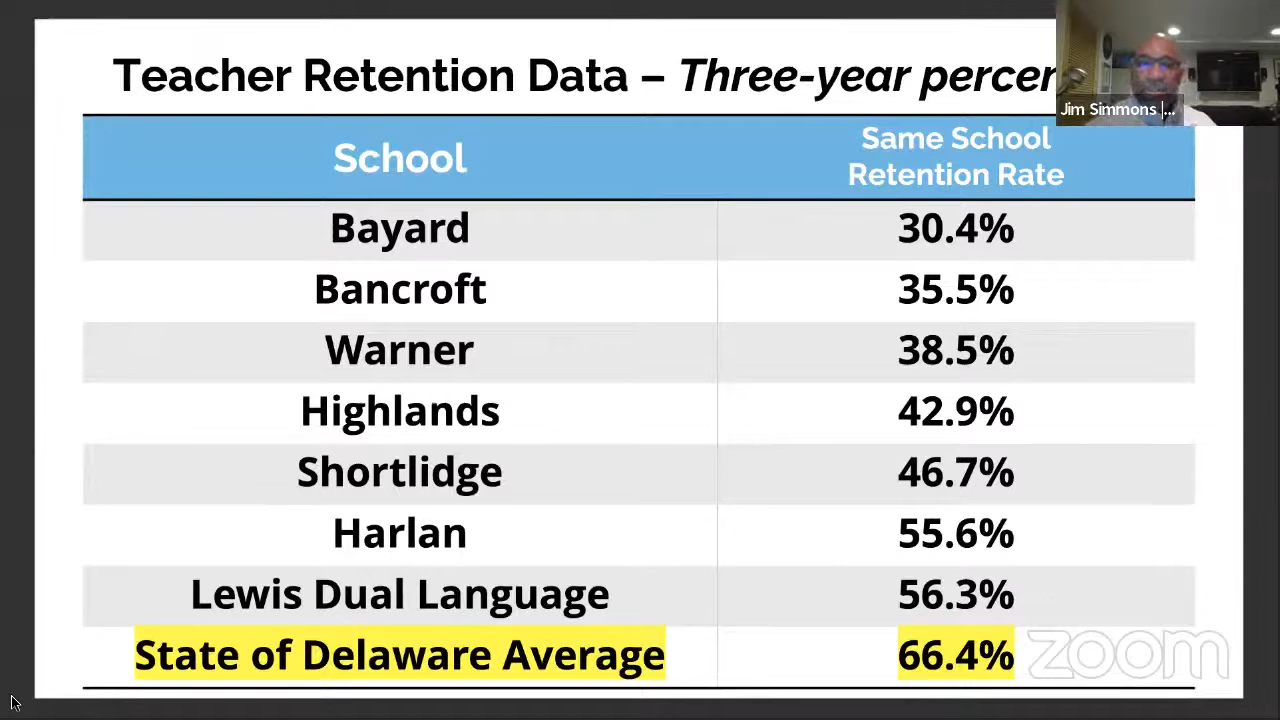 Teacher Retention Data – Three-year percen
Jim Simmons |...
School
Same School
Retention Rate
Bayard 30.4%
Bancroft 35.5%
Warner 38.5%
Highlands 42.9%
Shortlidge 46.7%
Harlan 55.6%
Lewis Dual Language 56.3%
State of Delaware Average 66.4%
zoom